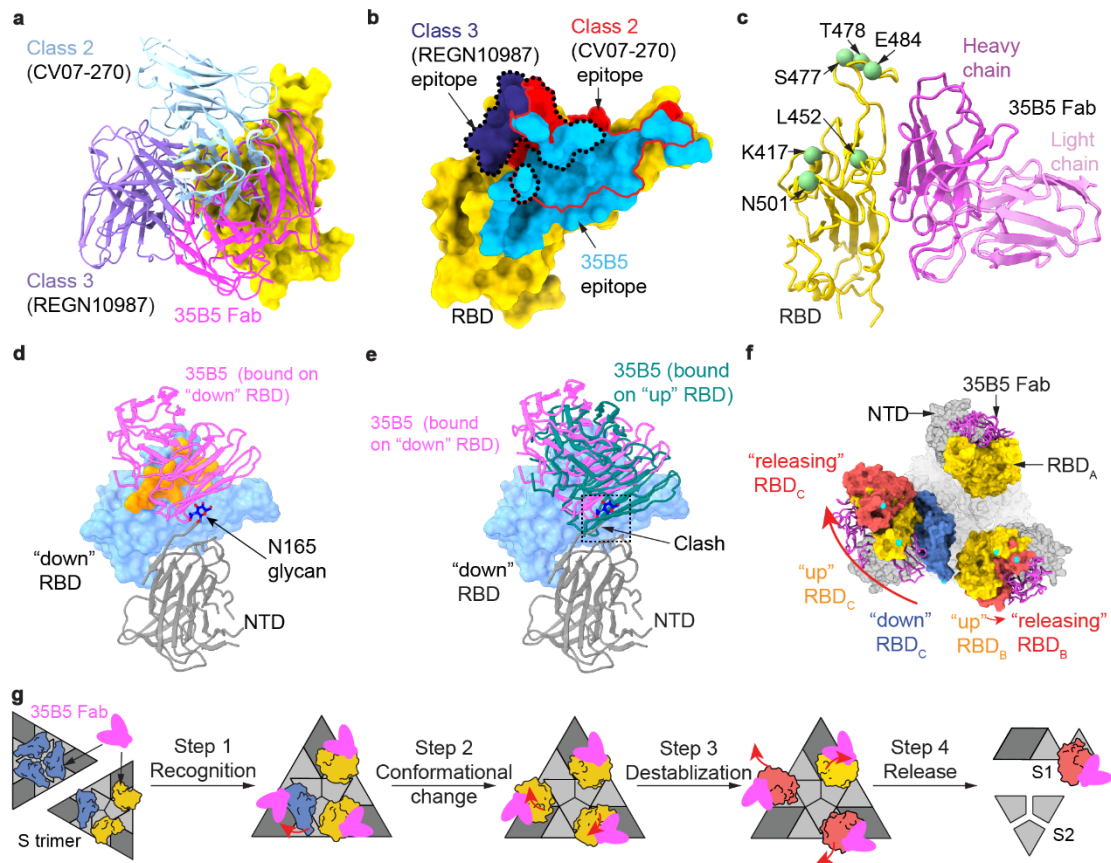 a
Class 2
(CV07-270)
Class 3
(REGN10987)
35B5 Fab
b
Class 3
(REGN10987)
epitope
Class 2
(CV07-270)
epitope
35B5
epitope
RBD
c
T478
E484
S477
L452
K417
N501
Heavy
chain
35B5 Fab
Light
chain
RBD
d
35B5 (bound on
"down" RBD)
N165
glycan
"down"
RBD
NTD
e
35B5 (bound
on "up" RBD)
35B5 (bound
on "down" RBD)
Clash
"down"
RBD
NTD
f
35B5 Fab
NTD
RBDA
"releasing"
RBDC
"up"
RBDC
"down"
RBDC
"up"
RBDB
"releasing"
RBDB
g
35B5 Fab
S trimer
Step 1
Recognition
Step 2
Conformational
change
Step 3
Destablization
Step 4
Release
S1
S2